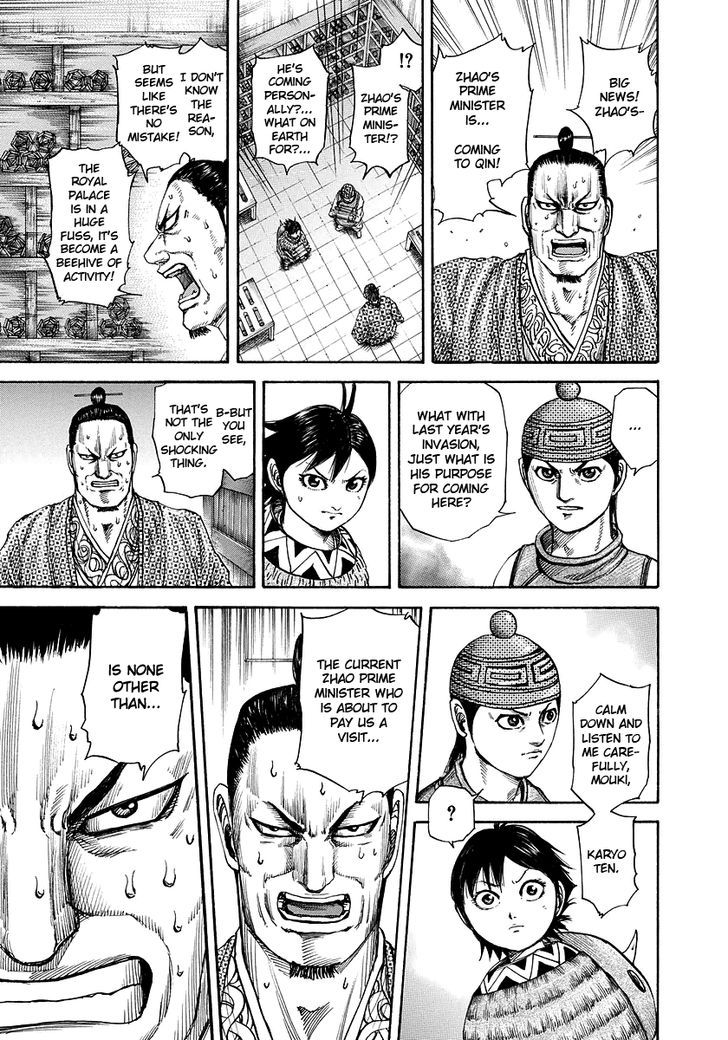 BIG
NEWS!
ZHAO'S-
ZHAO'S
PRIME
MINISTER
IS...
COMING
TO QIN!
!?
ZHAO'S
PRIME
MINIS-
TER!?
HE'S
COMING
PERSON-
ALLY?...
WHAT ON
EARTH
FOR?...
I DON'T
KNOW
THE
REA-
SON,
BUT
SEEMS
LIKE
THERE'S
NO
MISTAKE!
THE
ROYAL
PALACE
IS IN A
HUGE
FUSS, IT'S
BECOME A
BEEHIVE OF
ACTIVITY!
...
WHAT WITH
LAST YEAR'S
INVASION,
JUST WHAT IS
HIS PURPOSE
FOR COMING
HERE?
B-BUT
YOU
SEE,
THAT'S
NOT THE
ONLY
SHOCKING
THING.
CALM
DOWN AND
LISTEN TO
ME CARE-
FULLY,
MOUKI,
KARYO
TEN.
?
THE CURRENT
ZHAO PRIME
MINISTER WHO
IS ABOUT TO
PAY US A
VISIT...
IS NONE
OTHER
THAN...